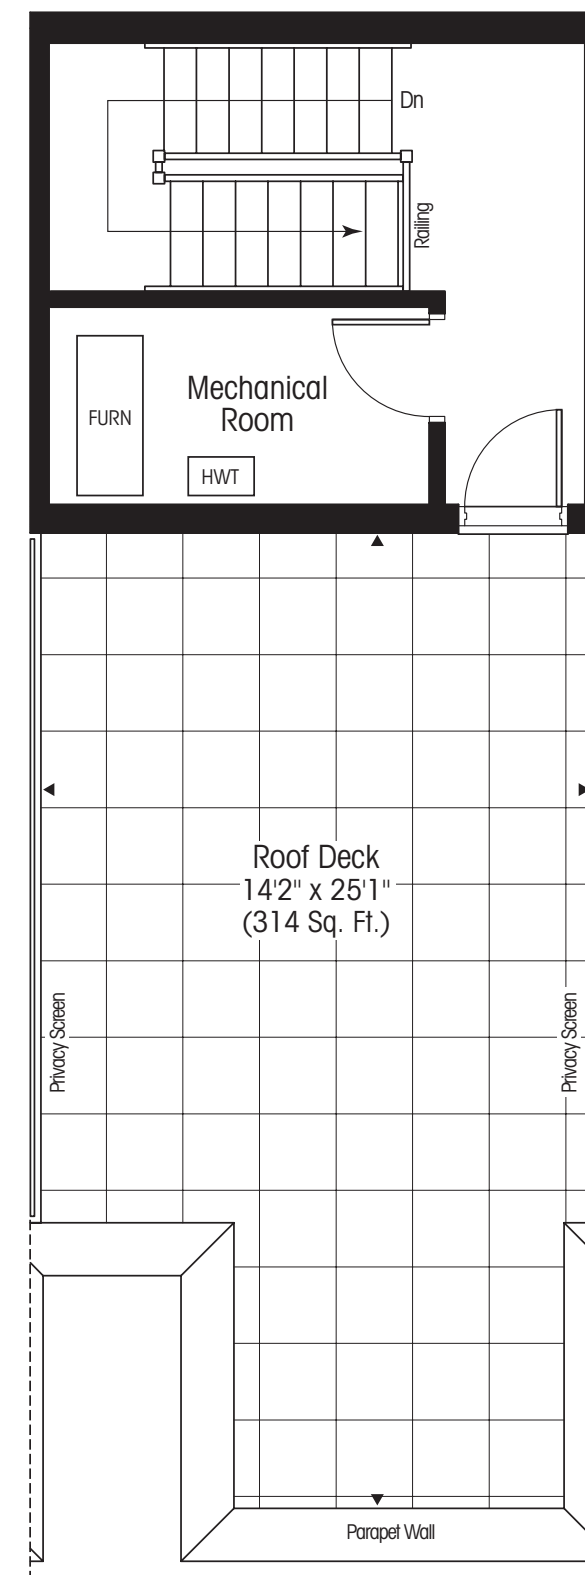 Dn
Railing
Mechanical
Room
FURN
HWT
Roof Deck
14'2" x 25'1"
(314 Sq. Ft.)
Privacy Screen
Privacy Screen
Parapet Wall